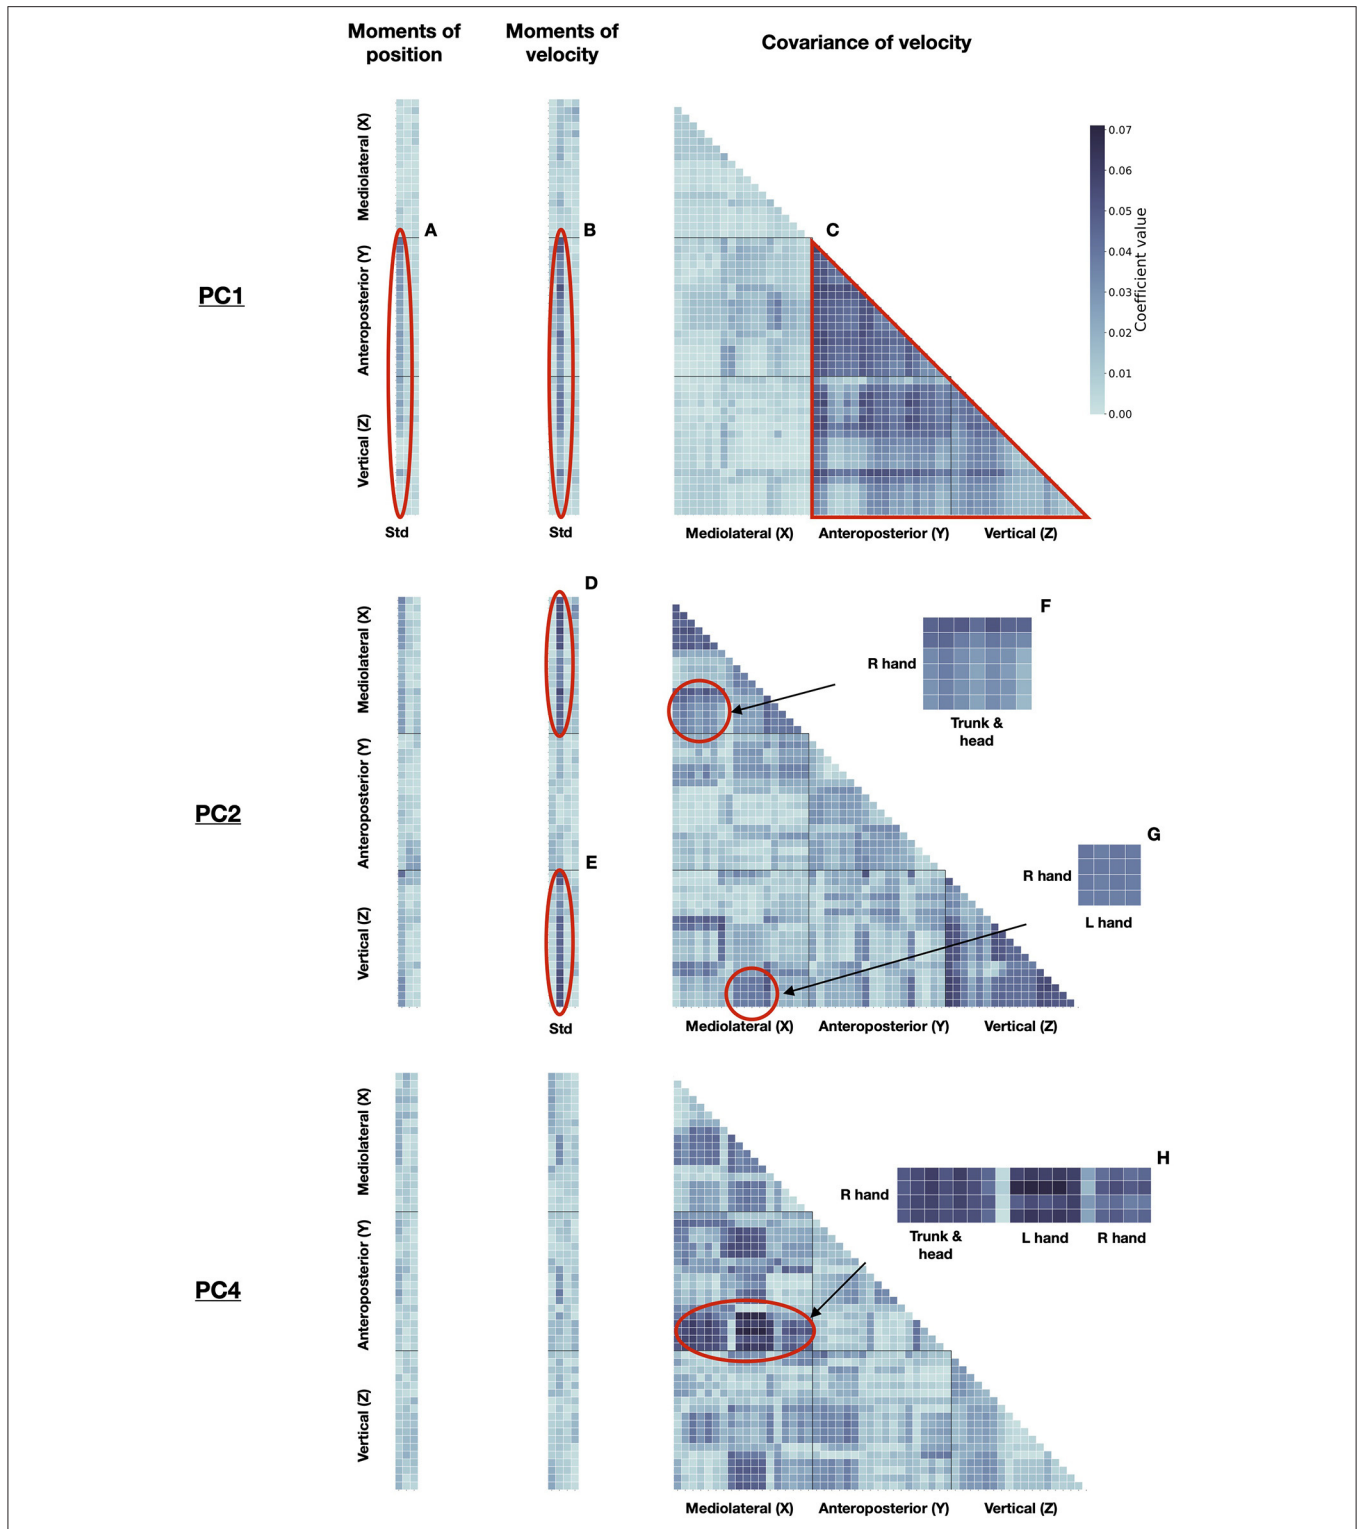 Moments of
position
Moments of
velocity
Covariance of velocity
Mediolateral (X)
Anteroposterior (Y)
Vertical (Z)
PC1
A
B
C
0.07
0.06
0.05
0.04
0.03
0.02
0.01
0.00
Coefficient value
Std
Std
Mediolateral (X)
Anteroposterior (Y)
Vertical (Z)
PC2
Mediolateral (X)
Anteroposterior (Y)
Vertical (Z)
D
E
F
R hand
Trunk &
head
G
R hand
L hand
Std
Mediolateral (X)
Anteroposterior (Y)
Vertical (Z)
PC4
Mediolateral (X)
Anteroposterior (Y)
Vertical (Z)
H
R hand
Trunk &
head
L hand
R hand
Mediolateral (X)
Anteroposterior (Y)
Vertical (Z)